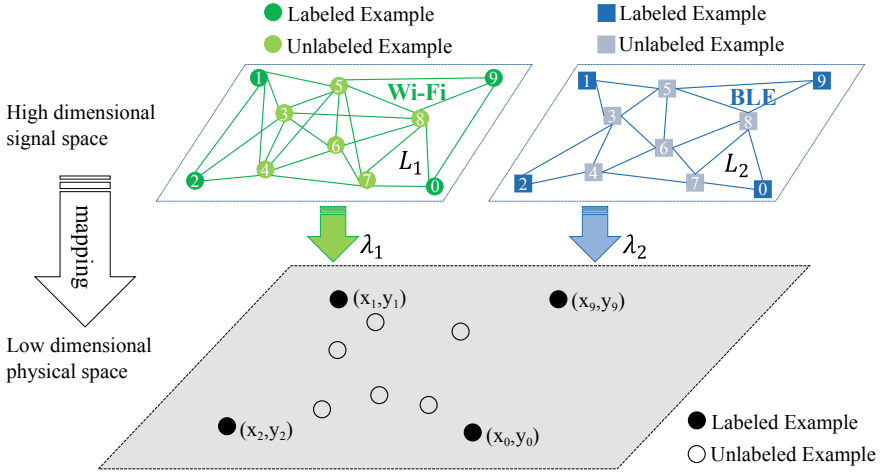 Labeled Example
Unlabeled Example
Labeled Example
Unlabeled Example
High dimensional
signal space
1
5
9
Wi-Fi
3
8
6
L₁
4
2
7
0
1
5
9
BLE
3
8
6
L₂
4
2
7
0
mapping
λ₁
λ₂
(x₁,y₁)
(x₉,y₉)
Low dimensional
physical space
(x₂,y₂)
(x₀,y₀)
Labeled Example
Unlabeled Example